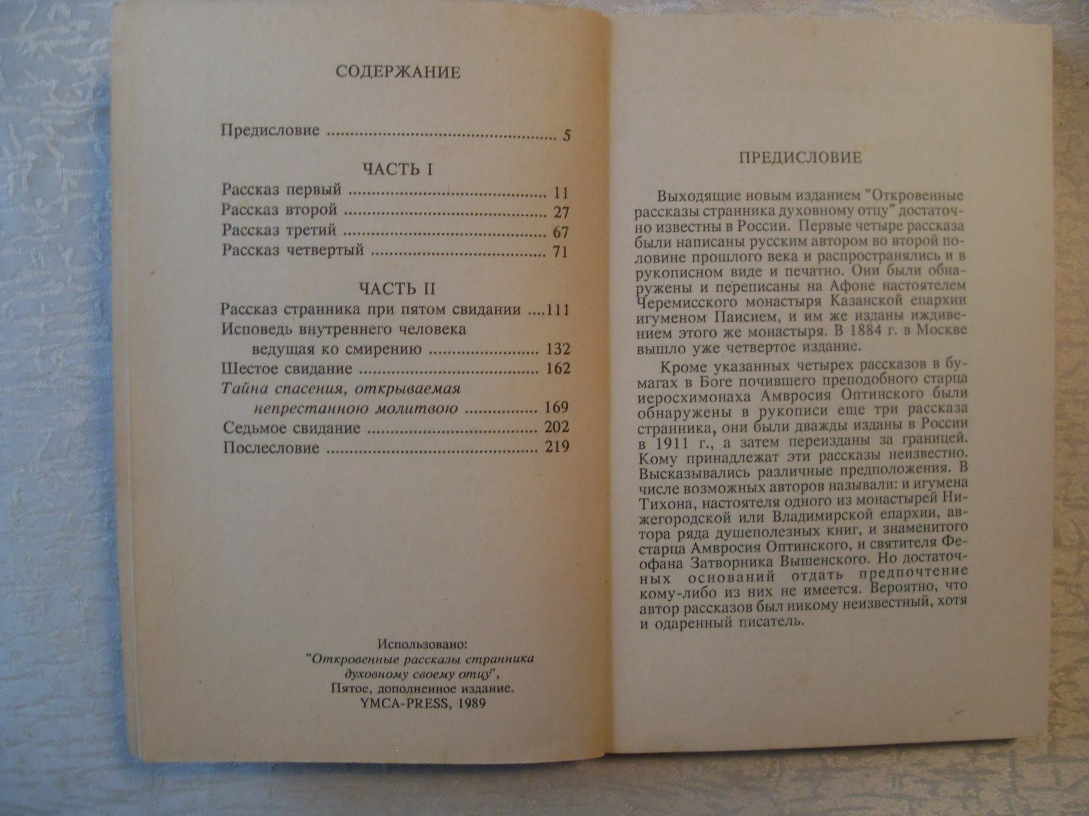 СОДЕРЖАНИЕ
Предисловие ................................................ 5
ЧАСТЬ I
Рассказ первый ............................................ 11
Рассказ второй ............................................ 27
Рассказ третий ............................................ 67
Рассказ четвертый ...................................... 71
ЧАСТЬ II
Рассказ странника при пятом свидании ....111
Исповедь внутреннего человека
ведущая ко смирению ...................... 132
Шестое свидание ...................................... 162
Тайна спасения, открываемая
непрестанною молитвою ............... 169
Седьмое свидание .................................... 202
Послесловие ............................................. 219
Использовано:
"Откровенные рассказы странника
духовному своему отцу",
Пятое, дополненное издание.
YMCA-PRESS, 1989
ПРЕДИСЛОВИЕ
Выходящие новым изданием "Откровенные
рассказы странника духовному отцу" достаточ-
но известны в России. Первые четыре рассказа
были написаны русским автором во второй по-
ловине прошлого века и распространялись и в
рукописном виде и печатно. Они были обна-
ружены и переписаны на Афоне настоятелем
Черемисского монастыря Казанской епархии
игуменом Паисием, и им же изданы иждиве-
нием этого же монастыря. В 1884 г. в Москве
вышло уже четвертое издание.
Кроме указанных четырех рассказов в бу-
магах в Боге почившего преподобного старца
иеросхимонаха Амвросия Оптинского были
обнаружены в рукописи еще три рассказа
странника, они были дважды изданы в России
в 1911 г., а затем переизданы за границей.
Кому принадлежат эти рассказы неизвестно.
Высказывались различные предположения. В
числе возможных авторов называли: и игумена
Тихона, настоятеля одного из монастырей Ни-
жегородской или Владимирской епархии, ав-
тора ряда душеполезных книг, и знаменитого
старца Амвросия Оптинского, и святителя Фе-
офана Затворника Вышенского. Но достаточ-
ных оснований отдать предпочтение
кому-либо из них не имеется. Вероятно, что
автор рассказов был никому неизвестный, хотя
и одаренный писатель.